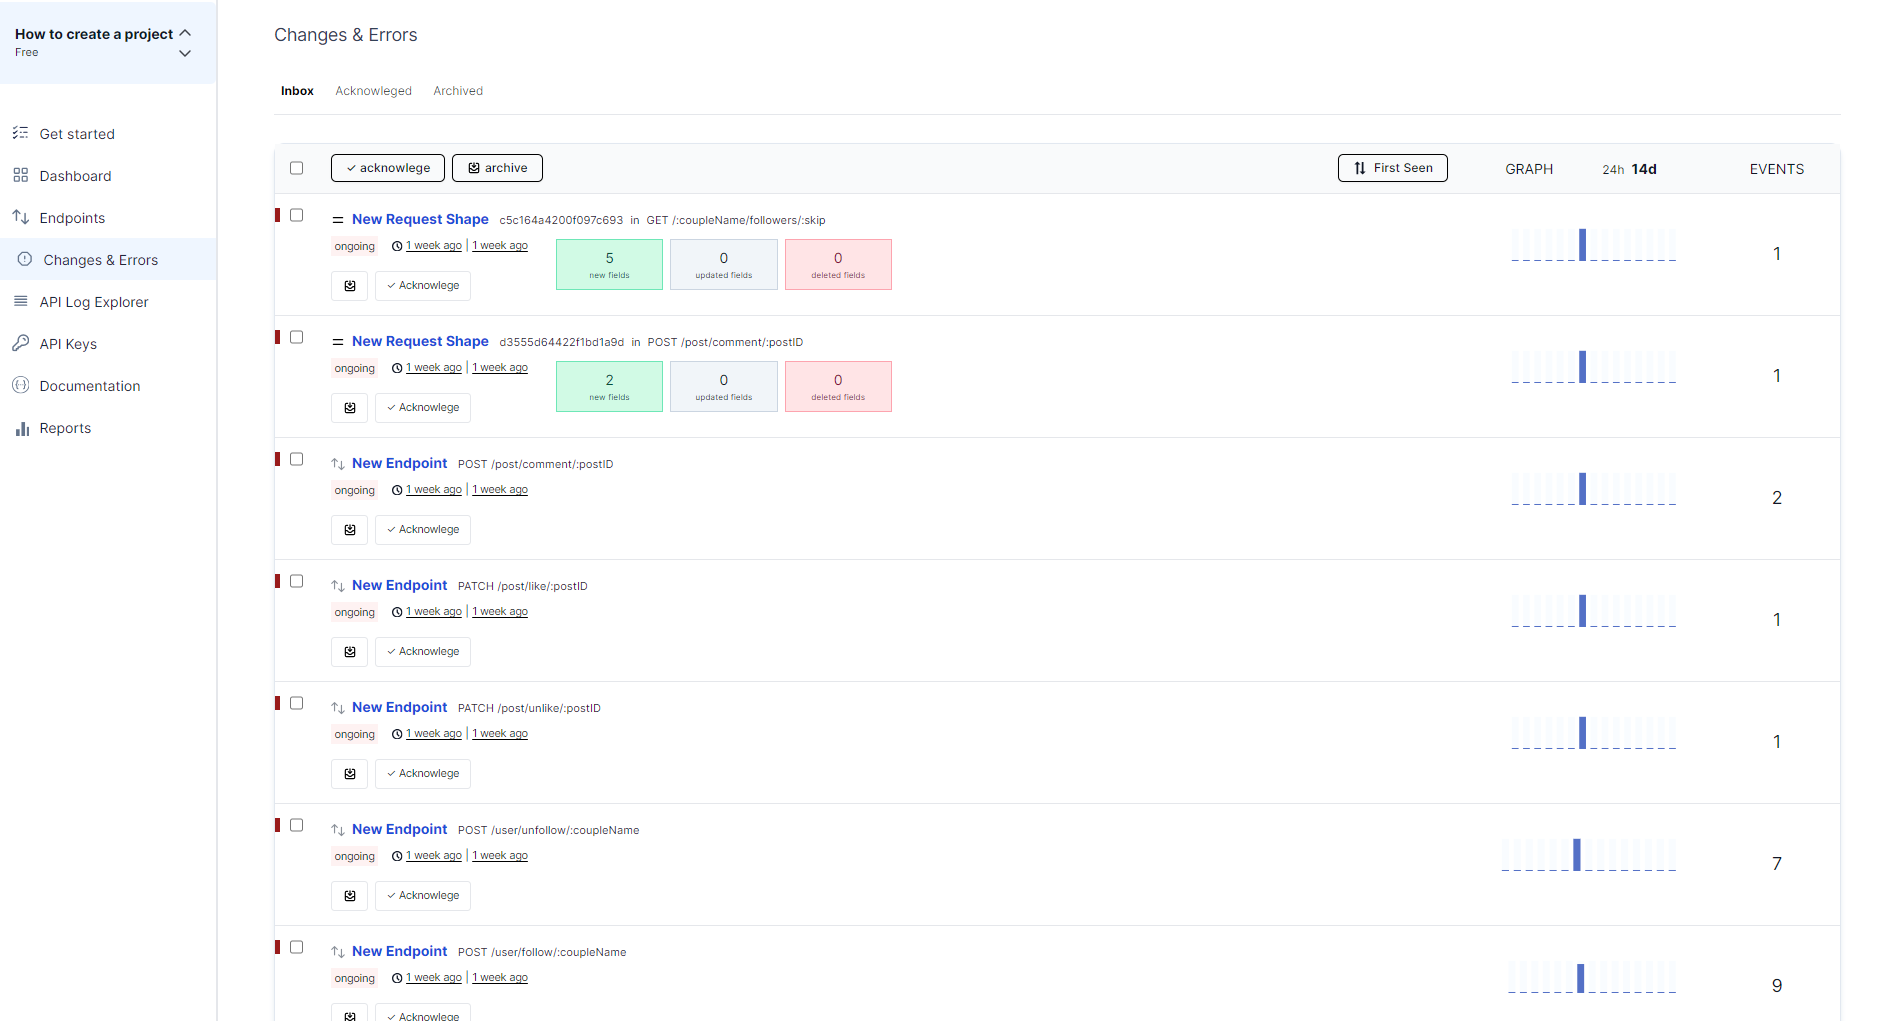 How to create a project
Free
Get started
Dashboard
Endpoints
Changes & Errors
API Log Explorer
API Keys
Documentation
Reports
Changes & Errors
Inbox Acknowleged Archived
acknowlege archive First Seen GRAPH 24h 14d EVENTS
New Request Shape c5c164a4200f097c693 in GET /:coupleName/followers/:skip
ongoing 1 week ago | 1 week ago
5 new fields
0 updated fields
0 deleted fields
1
Acknowlege
New Request Shape d3555d64422f1bd1a9d in POST /post/comment/:postID
ongoing 1 week ago | 1 week ago
2 new fields
0 updated fields
0 deleted fields
1
Acknowlege
New Endpoint POST /post/comment/:postID
ongoing 1 week ago | 1 week ago
2
Acknowlege
New Endpoint PATCH /post/like/:postID
ongoing 1 week ago | 1 week ago
1
Acknowlege
New Endpoint PATCH /post/unlike/:postID
ongoing 1 week ago | 1 week ago
1
Acknowlege
New Endpoint POST /user/unfollow/:coupleName
ongoing 1 week ago | 1 week ago
7
Acknowlege
New Endpoint POST /user/follow/:coupleName
ongoing 1 week ago | 1 week ago
9
Acknowlege